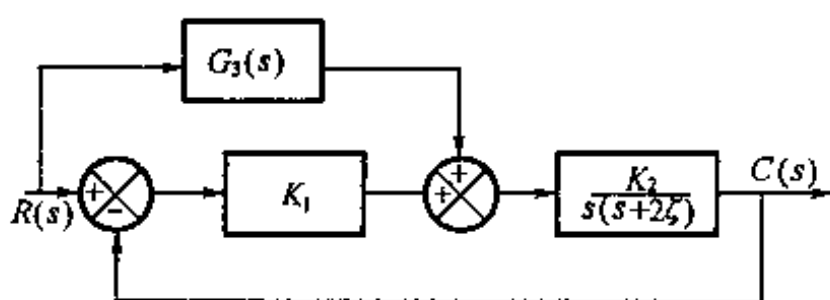 G₃(s)
+
R(s)
+
−
K₁
+
+
K₂
s(s+2ζ)
C(s)